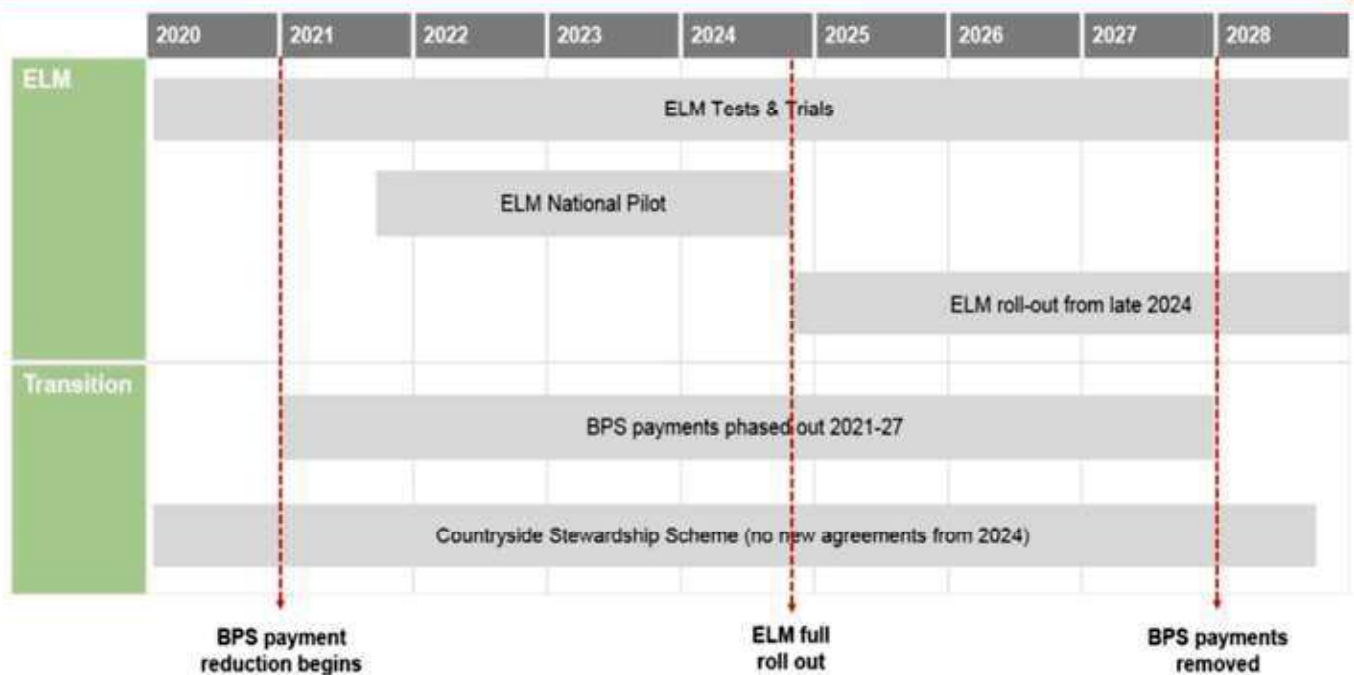 2020 2021 2022 2023 2024 2025 2026 2027 2028
ELM
ELM Tests & Trials
ELM National Pilot
ELM roll-out from late 2024
Transition
BPS payments phased out 2021-27
Countryside Stewardship Scheme (no new agreements from 2024)
BPS payment
reduction begins
ELM full
roll out
BPS payments
removed